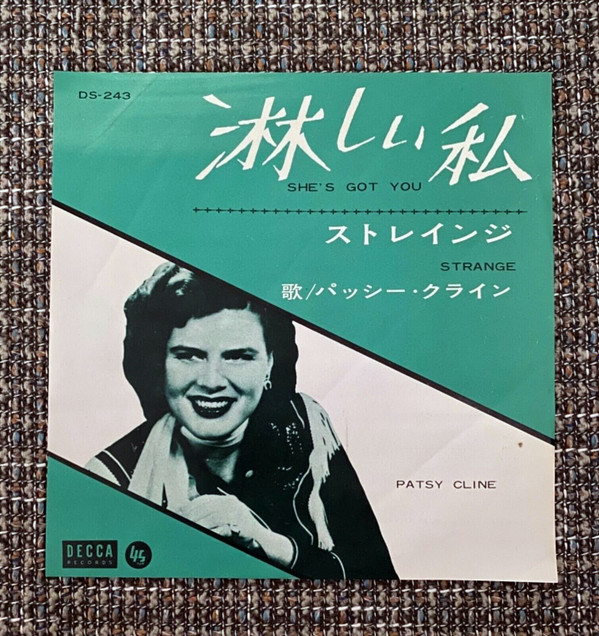 DS-243
淋しい私
SHE'S GOT YOU
ストレインジ
STRANGE
歌/パッシー・クライン
PATSY CLINE
DECCA
RECORDS
45